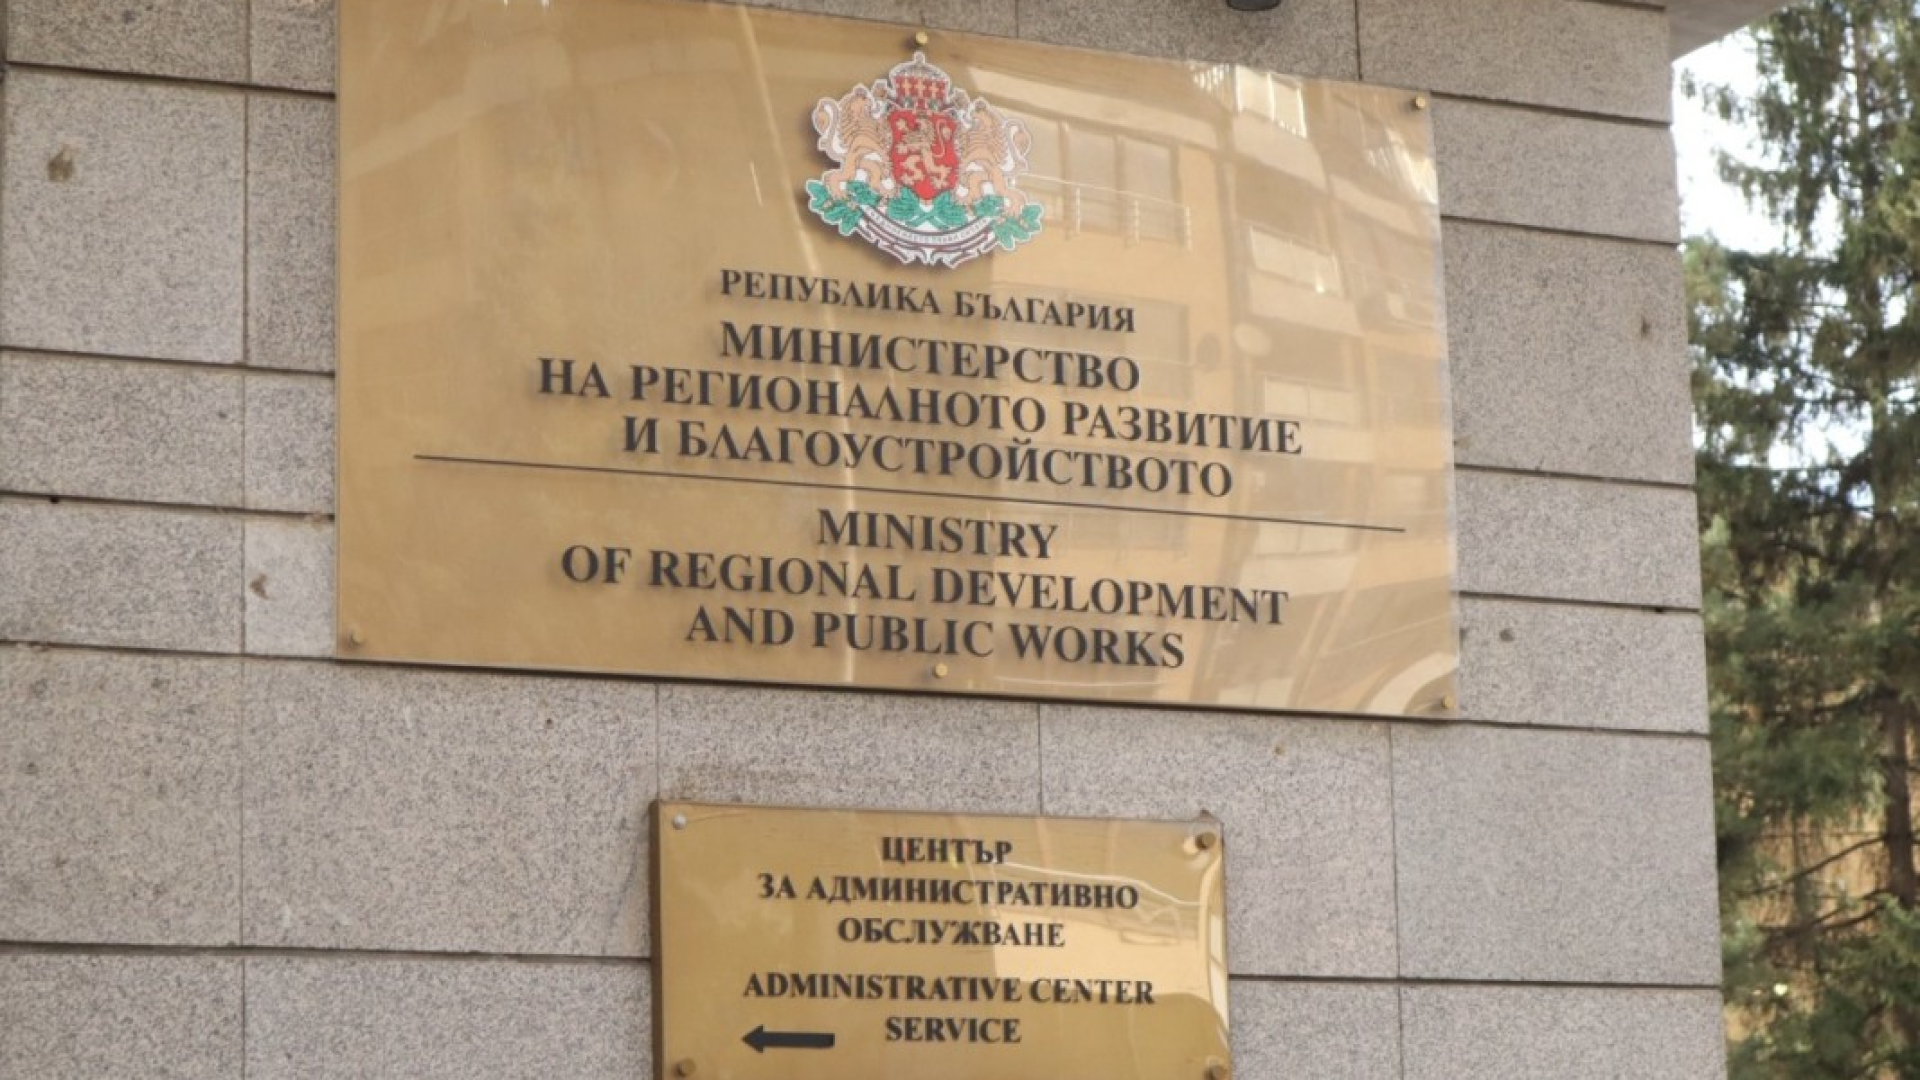 РЕПУБЛИКА БЪЛГАРИЯ
МИНИСТЕРСТВО
НА РЕГИОНАЛНОТО РАЗВИТИЕ
И БЛАГОУСТРОЙСТВОТО
MINISTRY
OF REGIONAL DEVELOPMENT
AND PUBLIC WORKS
ЦЕНТЪР
ЗА АДМИНИСТРАТИВНО
ОБСЛУЖВАНЕ
ADMINISTRATIVE CENTER
SERVICE